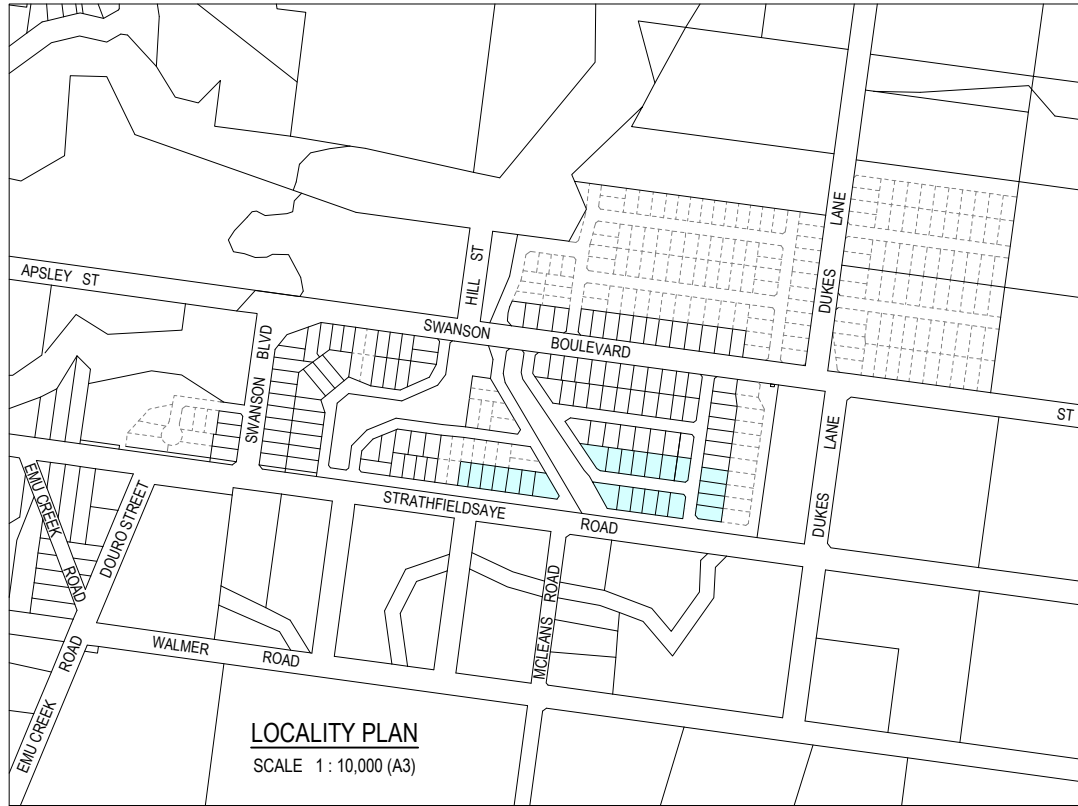 LANE
DUKES
APSLEY ST
HILL ST
SWANSON
BOULEVARD
SWANSON BLVD
ST
DUKES LANE
STRATHFIELDSAYE
ROAD
EMU CREEK
ROAD
DOURO STREET
MCLEANS ROAD
WALMER
ROAD
EMU CREEK
ROAD
LOCALITY PLAN
SCALE 1 : 10,000 (A3)